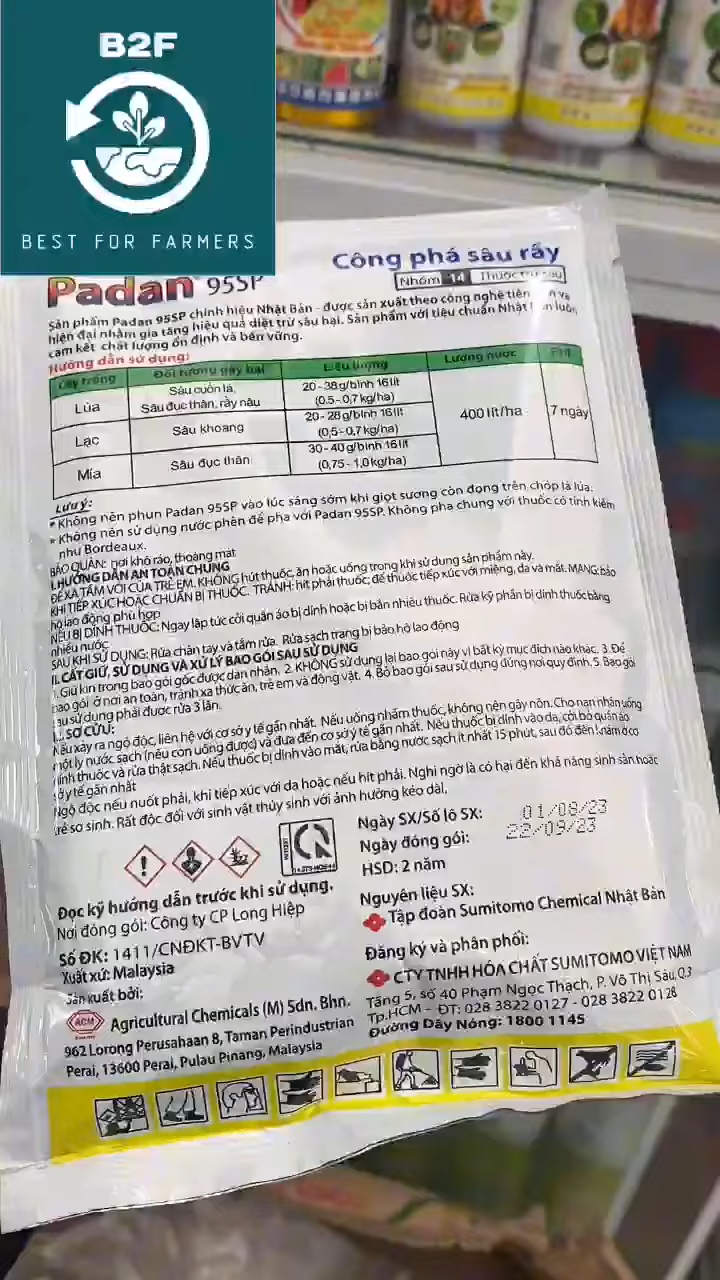 B2F
BEST FOR FARMERS
Công phá sâu rầy
Padan 95SP
Nhóm 14 Thuốc trừ sâu
Sản phẩm Padan 95SP chính hiệu Nhật Bản - được sản xuất theo công nghệ tiên
hiện đại nhằm gia tăng hiệu quả diệt trừ sâu hại. Sản phẩm với tiêu chuẩn Nhật luôn
cam kết chất lượng ổn định và bền vững.
Hướng dẫn sử dụng:
Cây trồng Đối tượng gây hại Liều lượng Lượng nước PHI
Lúa
Sâu cuốn lá,
Sâu đục thân, rầy nâu
20-38g/bình 16 lít
(0.5-0,7kg/ha)
Lạc
Sâu khoang
20-28g/bình 16 lít
(0,5-0,7kg/ha)
Mía
Sâu đục thân
30-40g/bình 16 lít
(0,75-1,0kg/ha)
400 lít/ha
7 ngày
Lưu ý:
* Không nên phun Padan 95SP vào lúc sáng sớm khi giọt sương còn đọng trên chóp lá lúa.
* Không nên sử dụng nước phèn để pha với Padan 95SP. Không pha chung với thuốc có tính kiềm
như Bordeaux.
BẢO QUẢN: nơi khô ráo, thoáng mát
I.HƯỚNG DẪN AN TOÀN CHUNG
ĐỂ XA TẦM VỚI CỦA TRẺ EM. KHÔNG hút thuốc, ăn hoặc uống trong khi sử dụng sản phẩm này.
KHI TIẾP XÚC HOẶC CHUẨN BỊ THUỐC. TRÁNH: hít phải thuốc; để thuốc tiếp xúc với miệng, da và mắt. MANG: bảo
hộ lao động phù hợp
NẾU BỊ DÍNH THUỐC: Ngay lập tức cởi quần áo bị dính hoặc bị bắn nhiều thuốc. Rửa kỹ phần bị dính thuốc bằng
nhiều nước
SAU KHI SỬ DỤNG: Rửa chân tay và tắm rửa. Rửa sạch trang bị bảo hộ lao động
II. CẤT GIỮ, SỬ DỤNG VÀ XỬ LÝ BAO GÓI SAU SỬ DỤNG
1. Giữ kín trong bao gói gốc được dán nhãn. 2. KHÔNG sử dụng lại bao gói này vì bất kỳ mục đích nào khác. 3. Để
bao gói ở nơi an toàn, tránh xa thức ăn, trẻ em và động vật. 4. Bỏ bao gói sau sử dụng đúng nơi quy định. 5. Bao gói
sau sử dụng phải được rửa 3 lần.
SƠ CỨU:
Nếu xảy ra ngộ độc, liên hệ với cơ sở y tế gần nhất. Nếu uống nhầm thuốc, không nên gây nôn. Cho nạn nhân uống
một ly nước sạch (nếu còn uống được) và đưa đến cơ sở y tế gần nhất. Nếu thuốc bị dính vào da, cởi bỏ quần áo
dính thuốc và rửa thật sạch. Nếu thuốc bị dính vào mắt, rửa bằng nước sạch ít nhất 15 phút, sau đó đến khám ở cơ
sở y tế gần nhất
Ngộ độc nếu nuốt phải, khi tiếp xúc với da hoặc nếu hít phải. Nghi ngờ là có hại đến khả năng sinh sản hoặc
trẻ sơ sinh. Rất độc đối với sinh vật thủy sinh với ảnh hưởng kéo dài,
Ngày SX/Số lô SX: 01/08/23
Ngày đóng gói: 22/09/23
HSD: 2 năm
Đọc kỹ hướng dẫn trước khi sử dụng.
Nơi đóng gói: Công ty CP Long Hiệp
Số ĐK: 1411/CNĐKT-BVTV
Xuất xứ: Malaysia
Sản xuất bởi:
ACM
Agricultural Chemicals (M) Sdn. Bhn.
962 Lorong Perusahaan 8, Taman Perindustrian
Perai, 13600 Perai, Pulau Pinang, Malaysia
Nguyên liệu SX:
Tập đoàn Sumitomo Chemical Nhật Bản
Đăng ký và phân phối:
CTY TNHH HÓA CHẤT SUMITOMO VIỆT NAM
Tầng 5, số 40 Phạm Ngọc Thạch, P. Võ Thị Sáu, Q.3
Tp.HCM - ĐT: 028 3822 0127 - 028 3822 0128
Đường Dây Nóng: 1800 1145